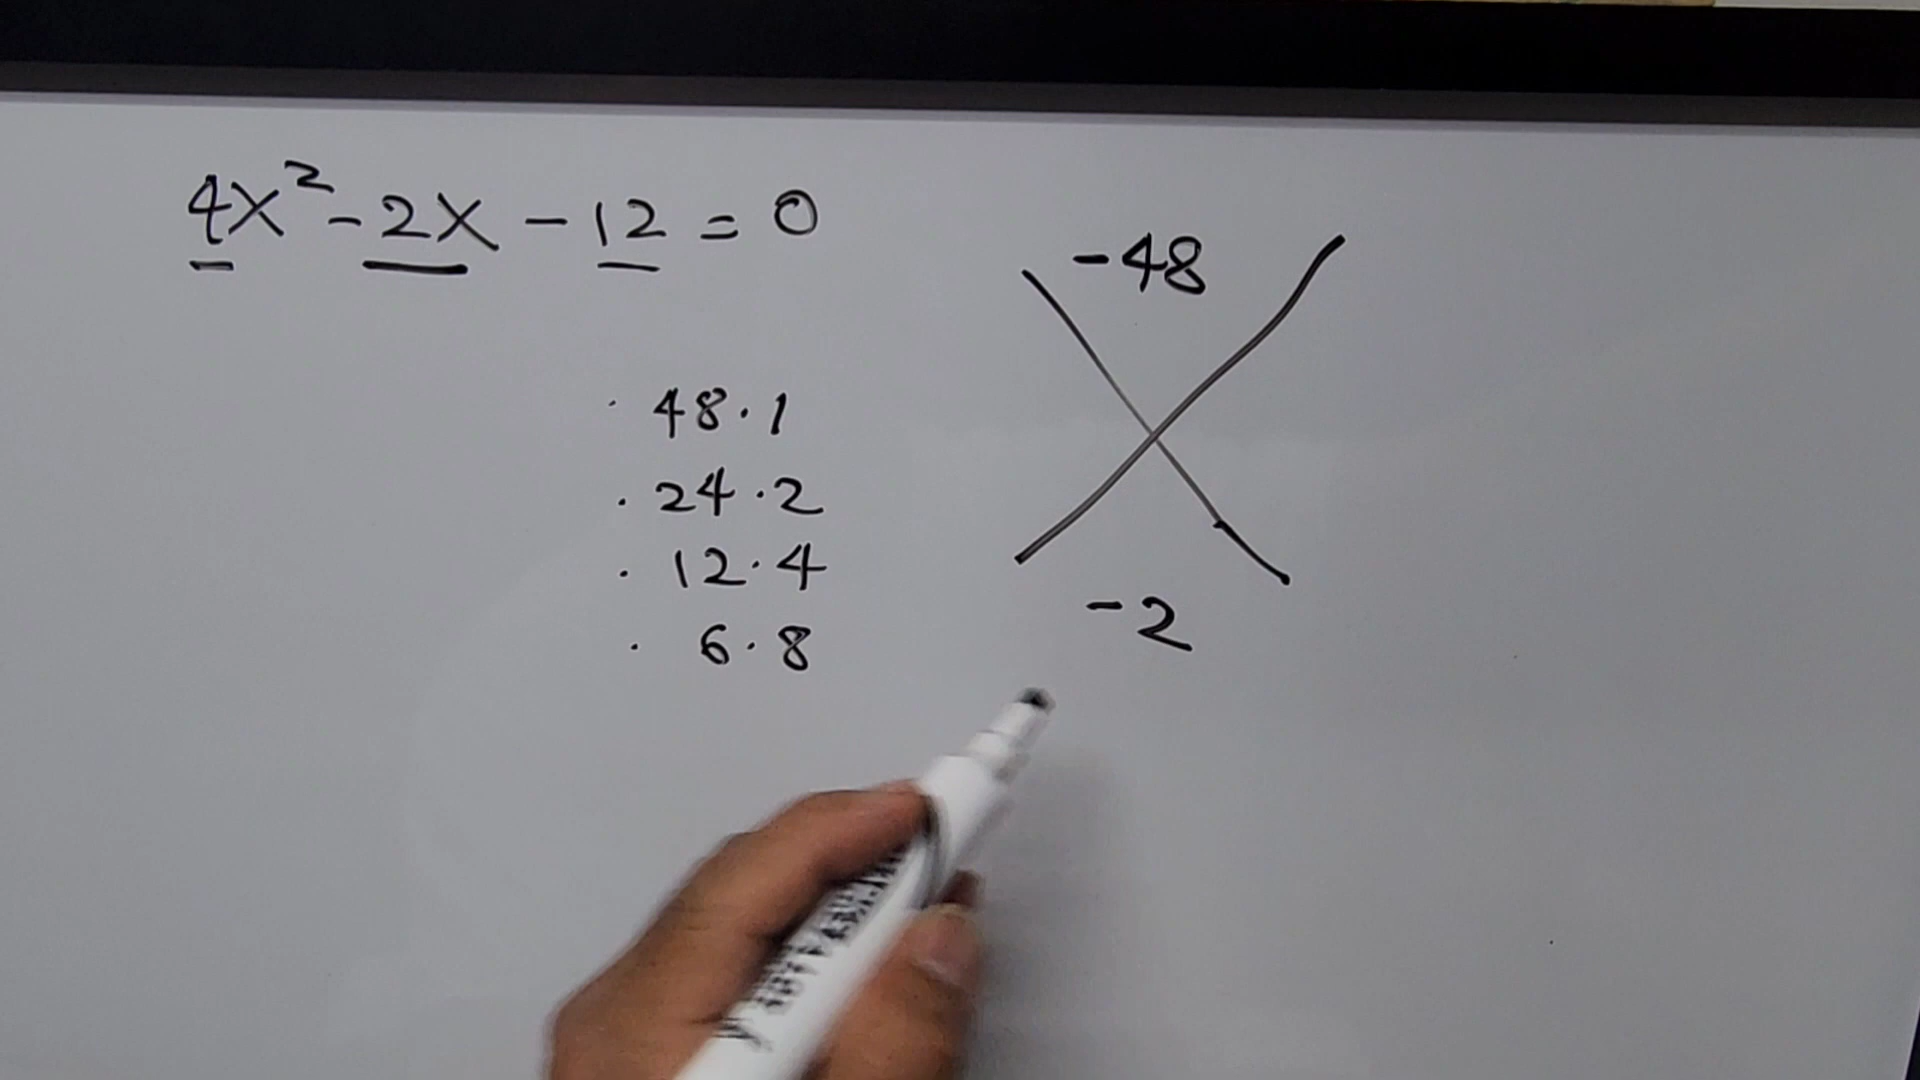 4x² - 2x - 12 = 0
-48
· 48 · 1
· 24 · 2
· 12 · 4
· 6 · 8
-2